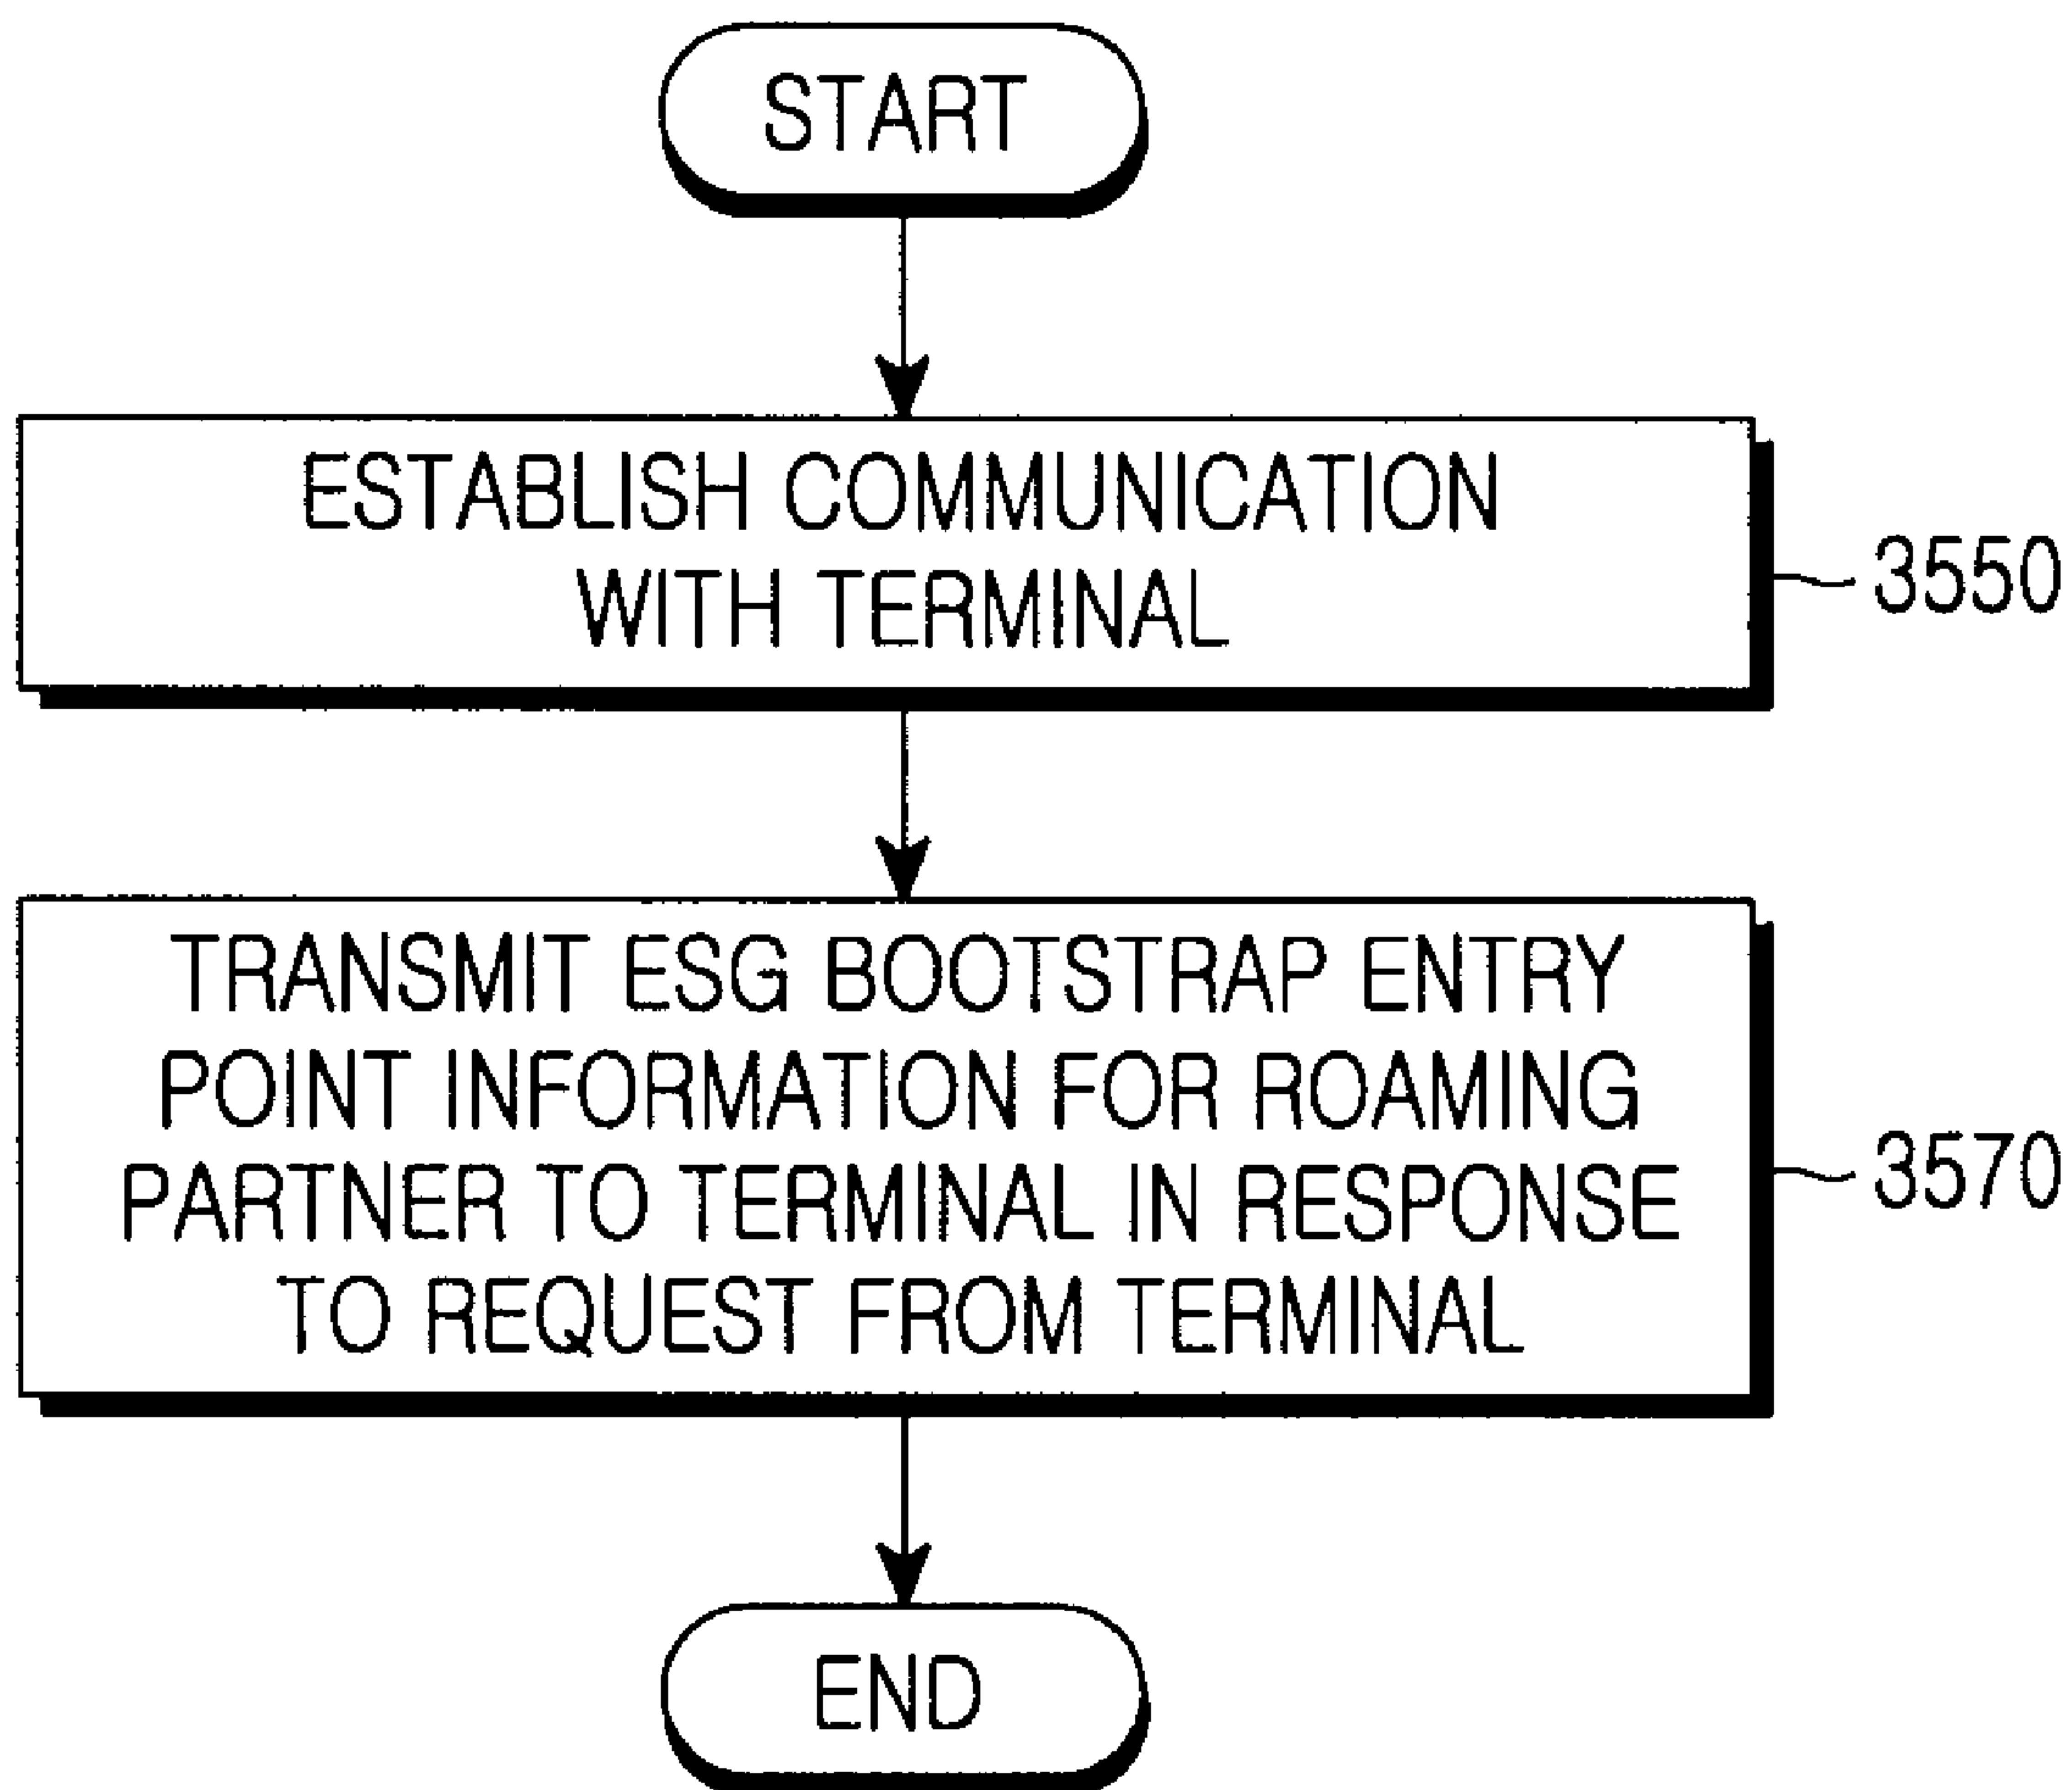 START
ESTABLISH COMMUNICATION
WITH TERMINAL
3550
TRANSMIT ESG BOOTSTRAP ENTRY
POINT INFORMATION FOR ROAMING
PARTNER TO TERMINAL IN RESPONSE
TO REQUEST FROM TERMINAL
3570
END